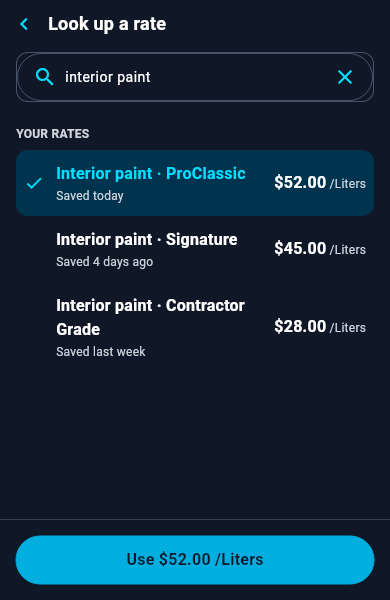 Look up a rate
interior paint
YOUR RATES
Interior paint · ProClassic
Saved today
$52.00 /Liters
Interior paint · Signature
Saved 4 days ago
$45.00 /Liters
Interior paint · Contractor
Grade
Saved last week
$28.00 /Liters
Use $52.00 /Liters